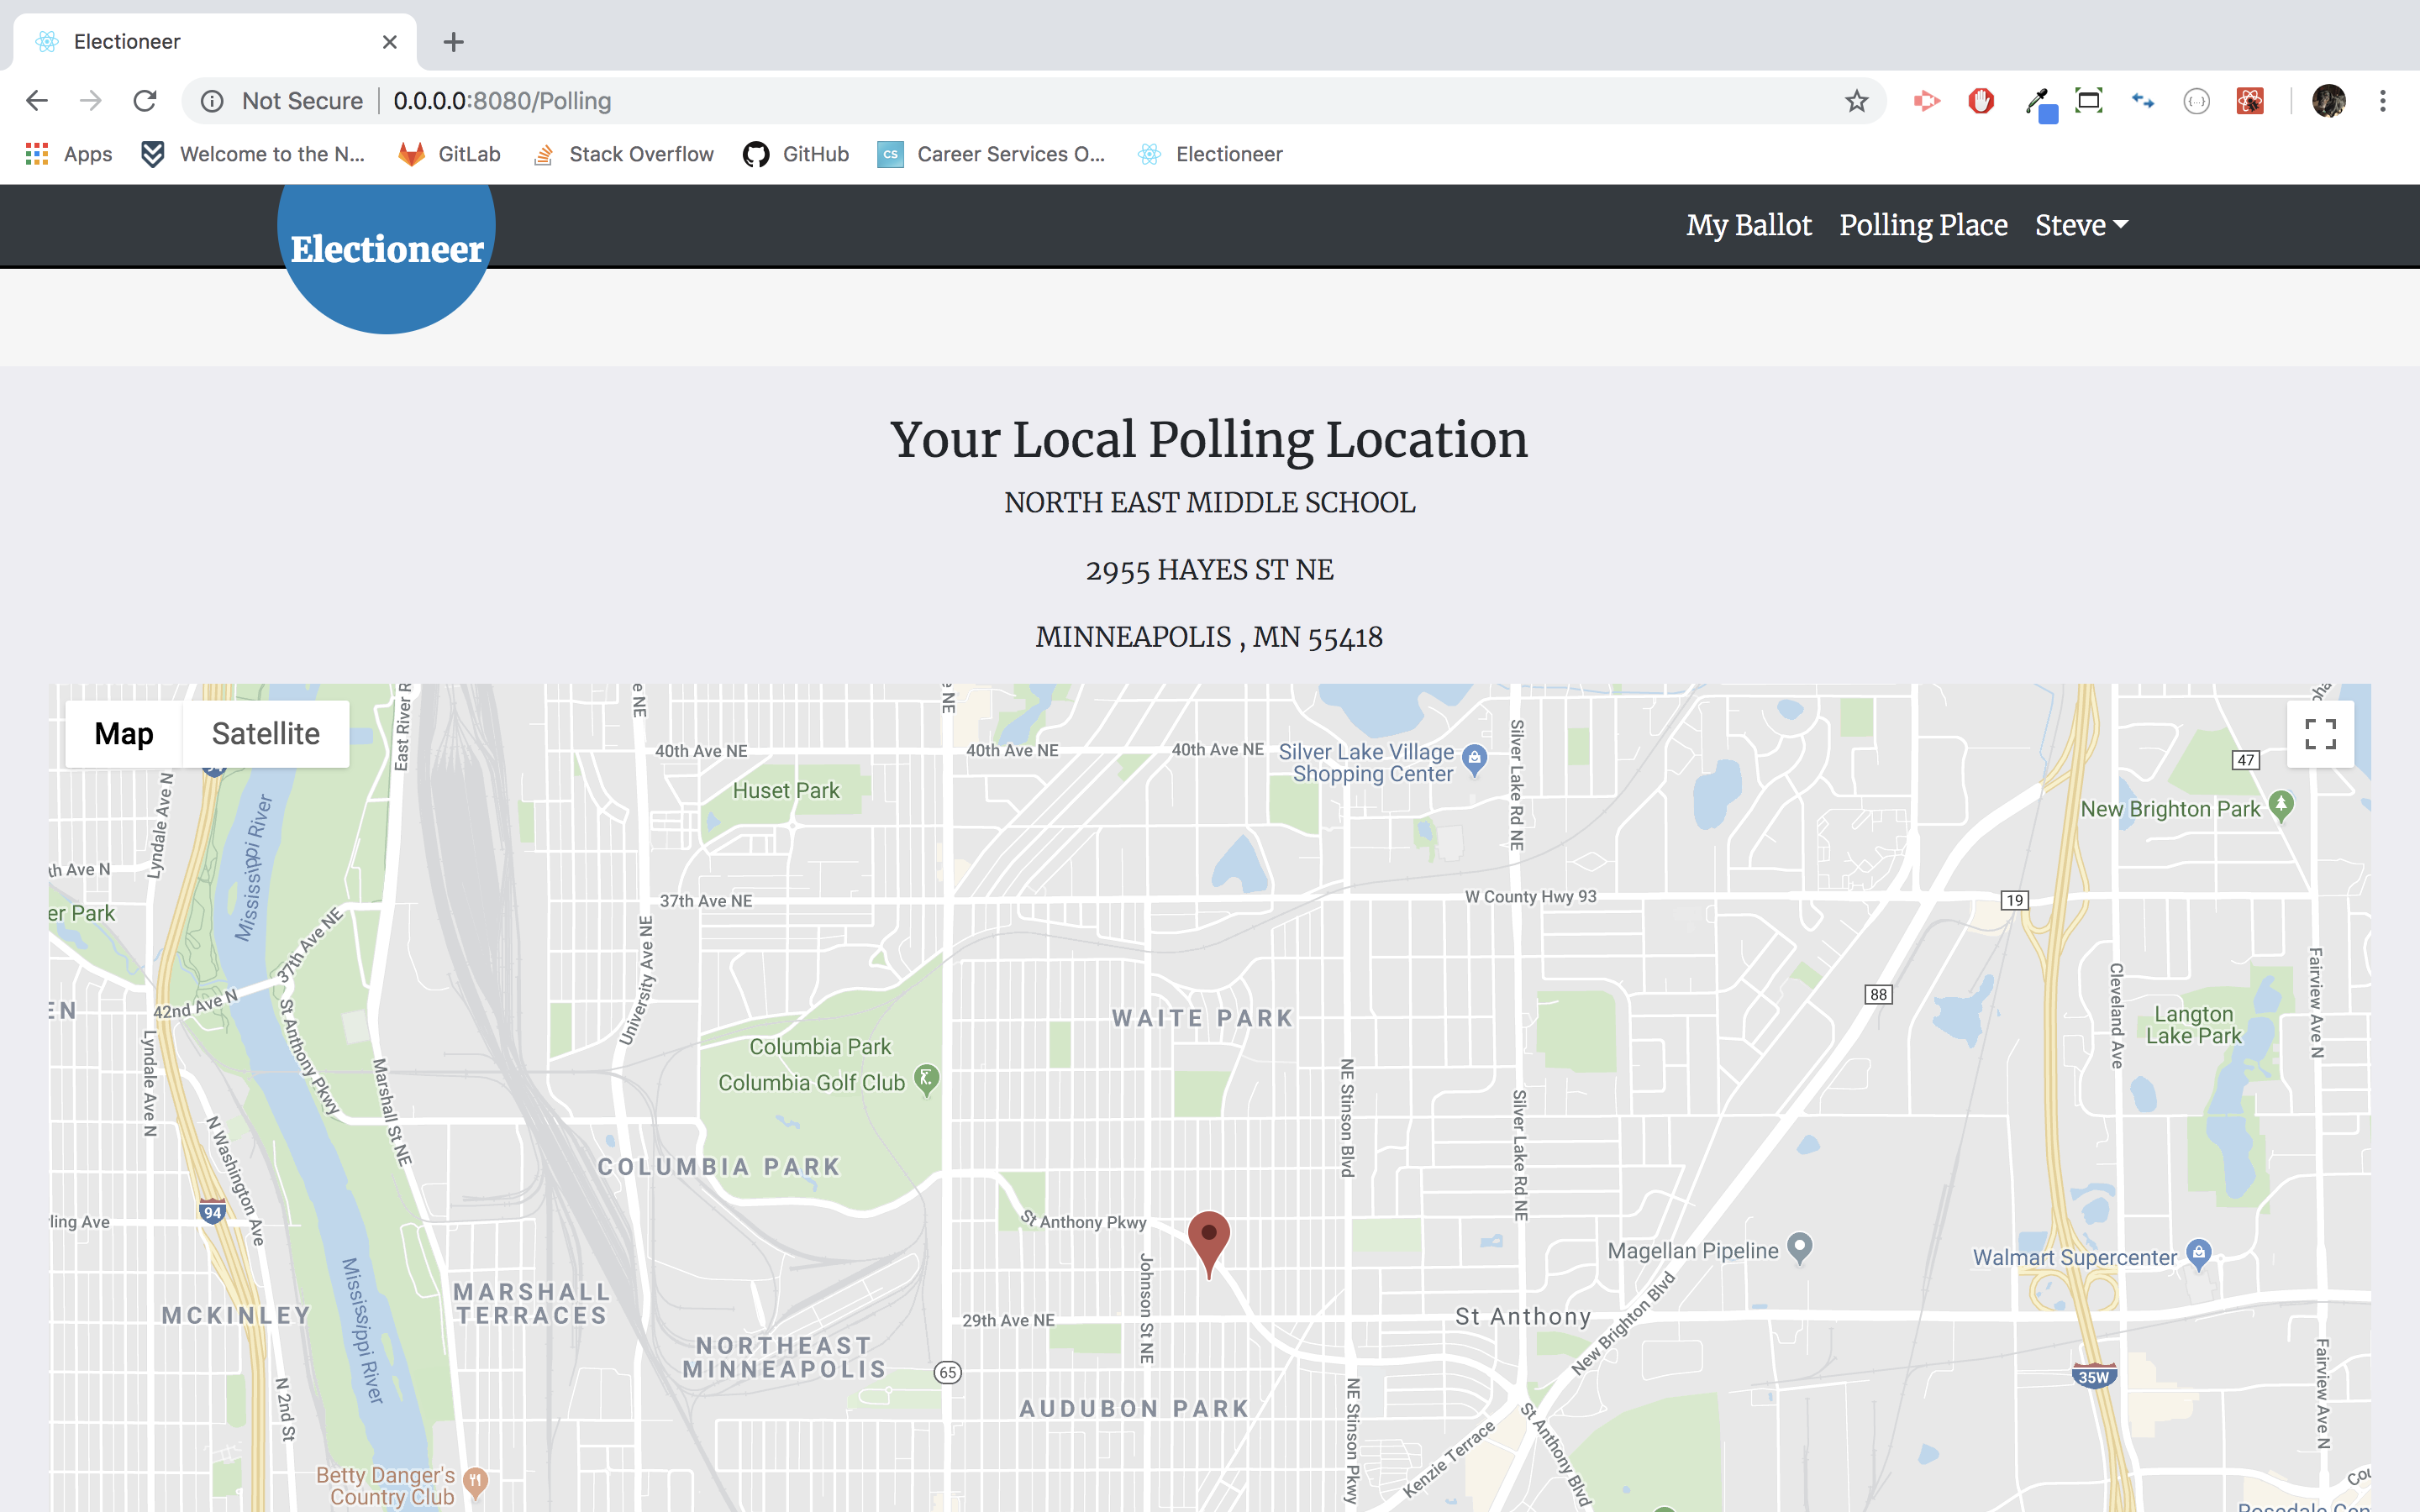 Electioneer
Not Secure
0.0.0.0:8080/Polling
Apps
Welcome to the N...
GitLab
Stack Overflow
GitHub
CS
Career Services O...
Electioneer
Electioneer
My Ballot
Polling Place
Steve
Your Local Polling Location
NORTH EAST MIDDLE SCHOOL
2955 HAYES ST NE
MINNEAPOLIS , MN 55418
Map
Satellite
East River R
e NE
e NE
40th Ave NE
40th Ave NE
40th Ave NE
Silver Lake Village
Shopping Center
Silver Lake Rd NE
47
New Brighton Park
Huset Park
Lyndale Ave N
Mississippi River
th Ave N
er Park
37th Ave NE
W County Hwy 93
19
37th Ave NE
42nd Ave N
EN
University Ave NE
88
Fairview Ave N
Cleveland Ave
Langton
Lake Park
WAITE PARK
Columbia Park
Columbia Golf Club
St Anthony Pkwy
Lyndale Ave N
Marshall St NE
NE Stinson Blvd
Silver Lake Rd NE
N Washington Ave
COLUMBIA PARK
94
ling Ave
St Anthony Pkwy
Johnson St NE
Magellan Pipeline
Walmart Supercenter
Mississippi River
MARSHALL
TERRACES
MCKINLEY
29th Ave NE
St Anthony
New Brighton Blvd
NORTHEAST
MINNEAPOLIS
65
35W
Fairview Ave N
N 2nd St
AUDUBON PARK
NE Stinson Pkwy
Kenzie Terrace
St Anthony Blvd
Betty Danger's
Country Club
Cou
Rosedale Cen